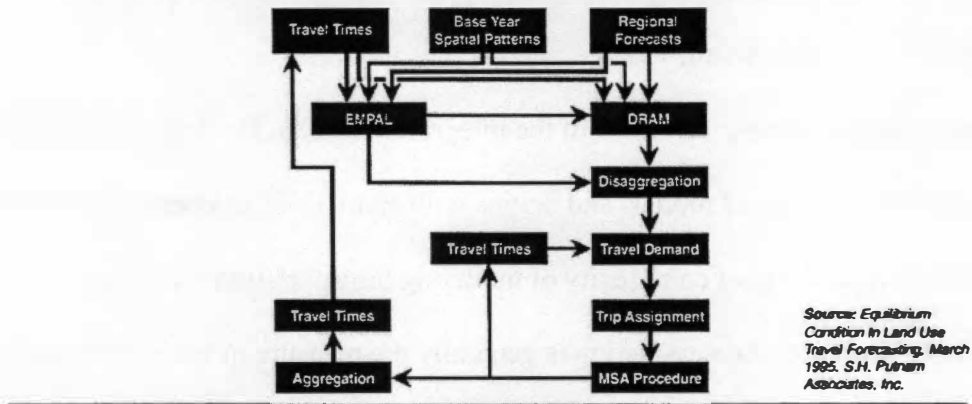 Travel Times
Base Year
Spatial Patterns
Regional
Forecasts
EMPAL
DRAM
Disaggregation
Travel Times
Travel Demand
Travel Times
Trip Assignment
Aggregation
MSA Procedure
Source: Equilibrium
Condition In Land Use
Travel Forecasting, March
1995. S.H. Putnam
Associates, Inc.